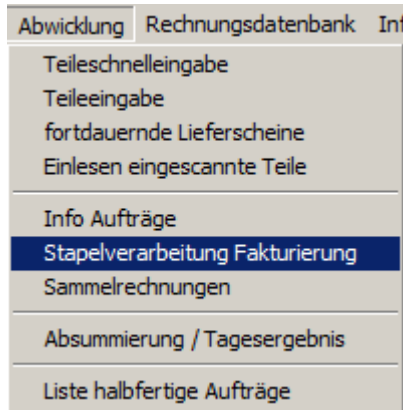 Abwicklung Rechnungsdatenbank
Teileschnelleingabe
Teileeingabe
fortdauernde Lieferscheine
Einlesen eingescannte Teile
Info Aufträge
Stapelverarbeitung Fakturierung
Sammelrechnungen
Absummierung / Tagesergebnis
Liste halbfertige Aufträge